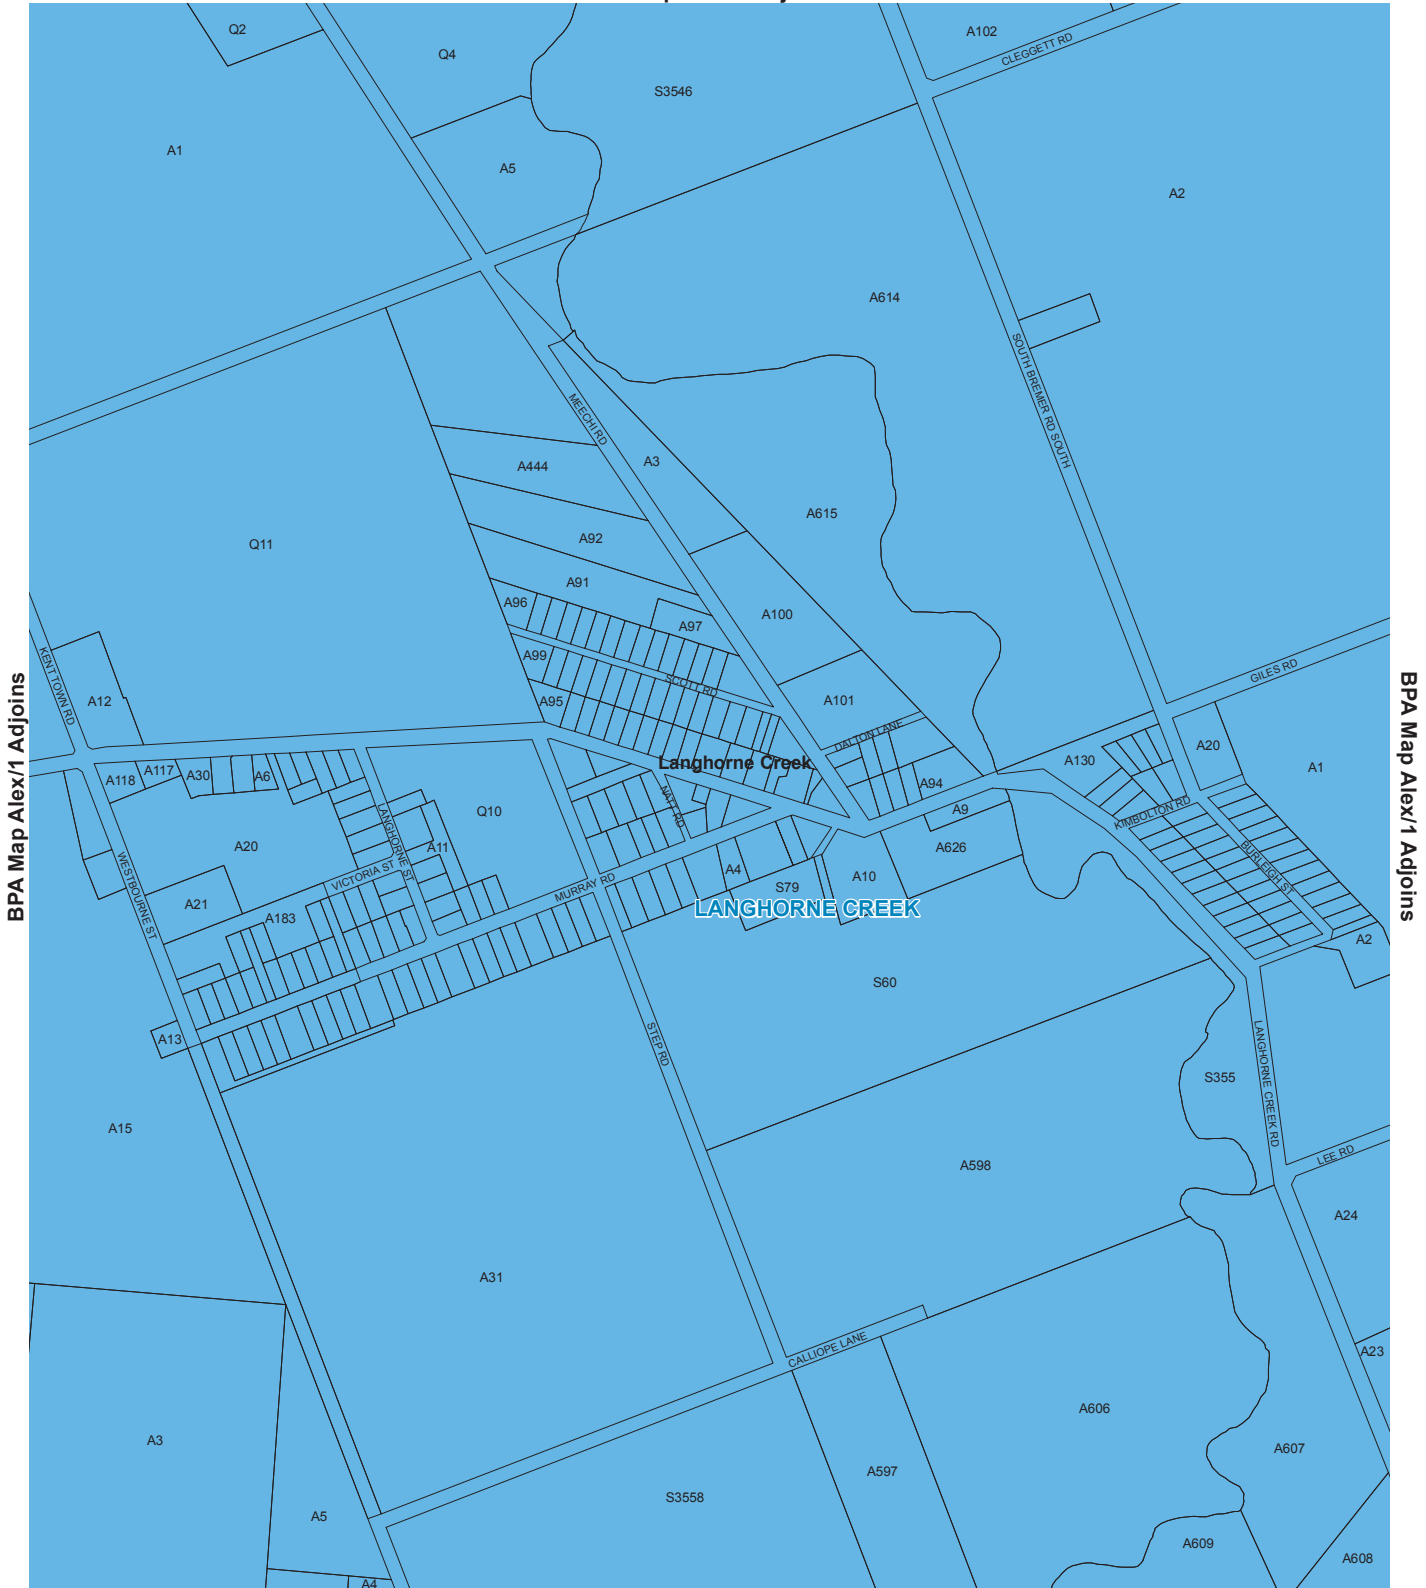 Q2
A102
CLEGGETT RD
Q4
S3546
A1
A5
A2
A614
SOUTH BREMER RD SOUTH
MEECHI RD
A3
A444
A615
A92
Q11
A91
A96
A100
A97
KENT TOWN RD
A99
SCOTT RD
GILES RD
A12
A95
A101
DALTON LANE
A20
A130
A1
Langhorne Creek
A118
A117
A30
A6
A94
NATT RD
A9
Q10
LANGHORNE ST
KIMBOLTON RD
A20
A11
A626
BURLEIGH ST
WESTBOURNE ST
VICTORIA ST
MURRAY RD
A4
A10
S79
A21
A183
LANGHORNE CREEK
A2
S60
A13
STEP RD
LANGHORNE CREEK RD
S355
A15
LEE RD
A598
A24
A31
CALLIOPE LANE
A23
A606
A3
A607
A597
S3558
A5
A609
A608
A4
BPA Map Alex/1 Adjoins
BPA Map Alex/1 Adjoins